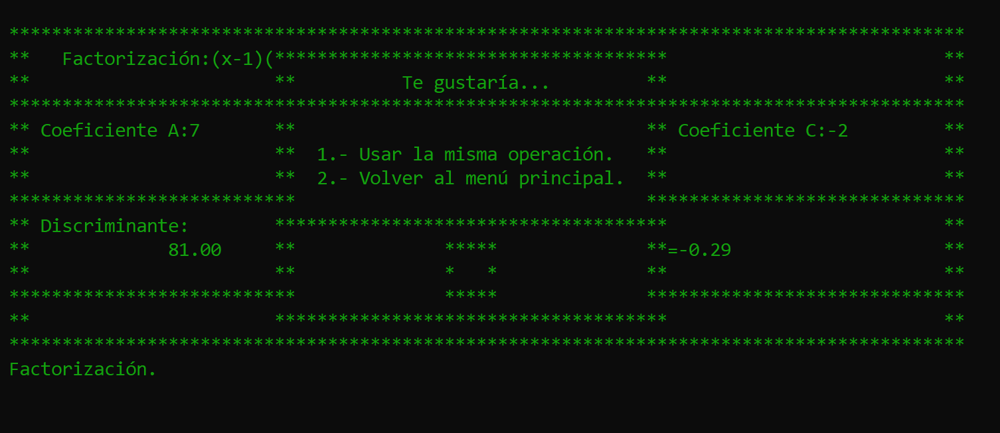 ******************************************************************************************
**   Factorización:(x-1)(*************************************                          **
**                       **          Te gustaría...         **                          **
******************************************************************************************
** Coeficiente A:7       **                                 ** Coeficiente C:-2         **
**                       **  1.- Usar la misma operación.   **                          **
**                       **  2.- Volver al menú principal.  **                          **
***************************                                 ******************************
** Discriminante:        *************************************                          **
**             81.00     **              *****              **=-0.29                    **
**                       **              *   *              **                          **
***************************              *****              ******************************
**                       *************************************                          **
******************************************************************************************
Factorización.